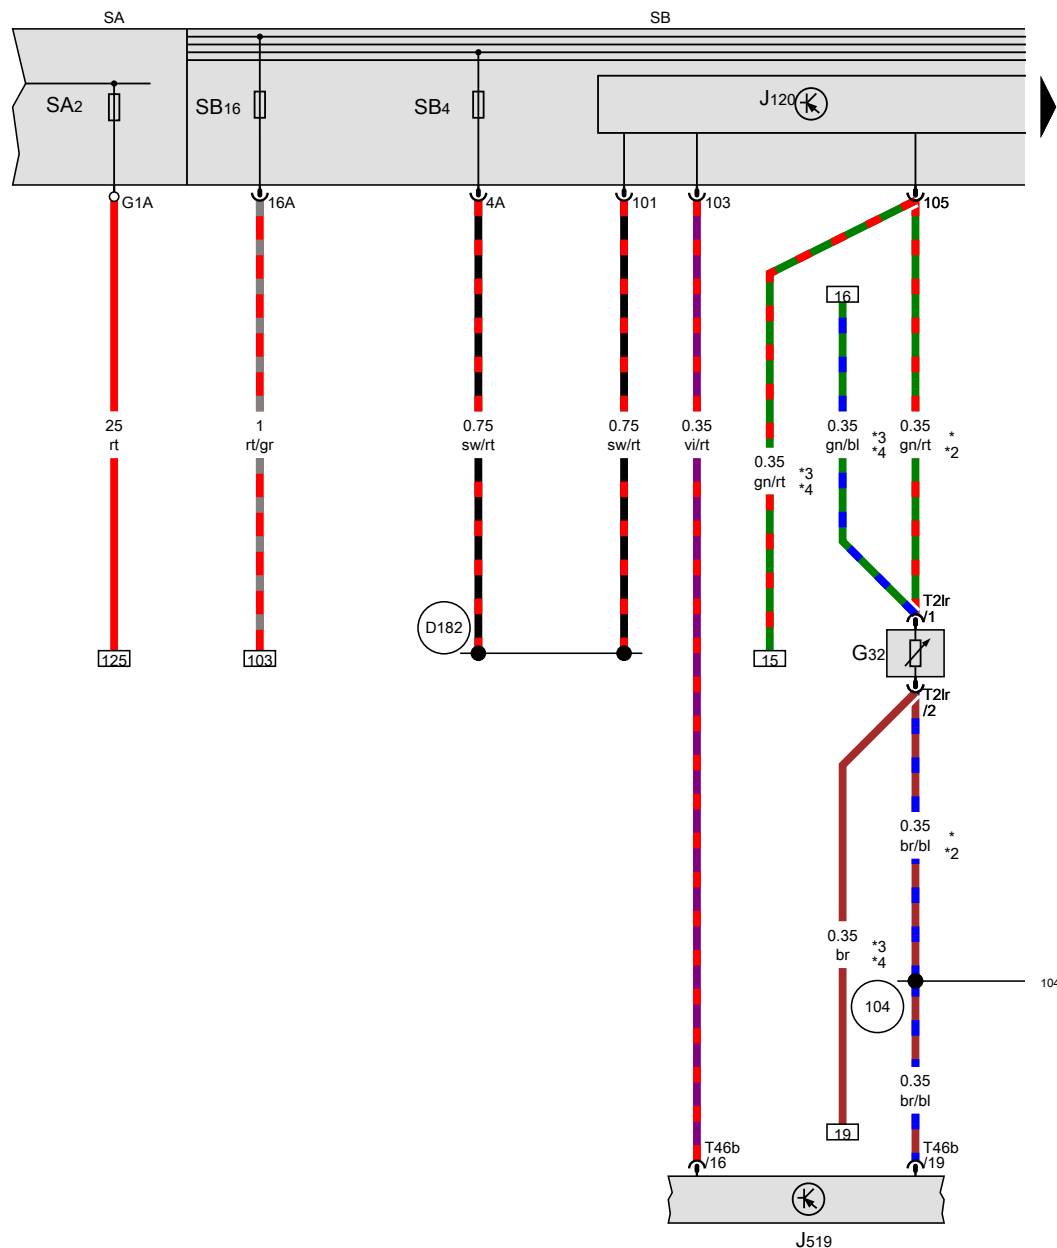 SA
SB
SA2
SB16
SB4
J120
G1A
16A
4A
101
103
105
16
25
rt
1
rt/gr
0.75
sw/rt
0.75
sw/rt
0.35
vi/rt
0.35
gn/rt
*3
*4
0.35
gn/bl
*3
*4
0.35
gn/rt
*
*2
D182
T2lr
/1
125
103
15
G32
T2lr
/2
0.35
br/bl
*
*2
0.35
br
*3
*4
104
104
0.35
br/bl
19
T46b
/16
T46b
/19
J519